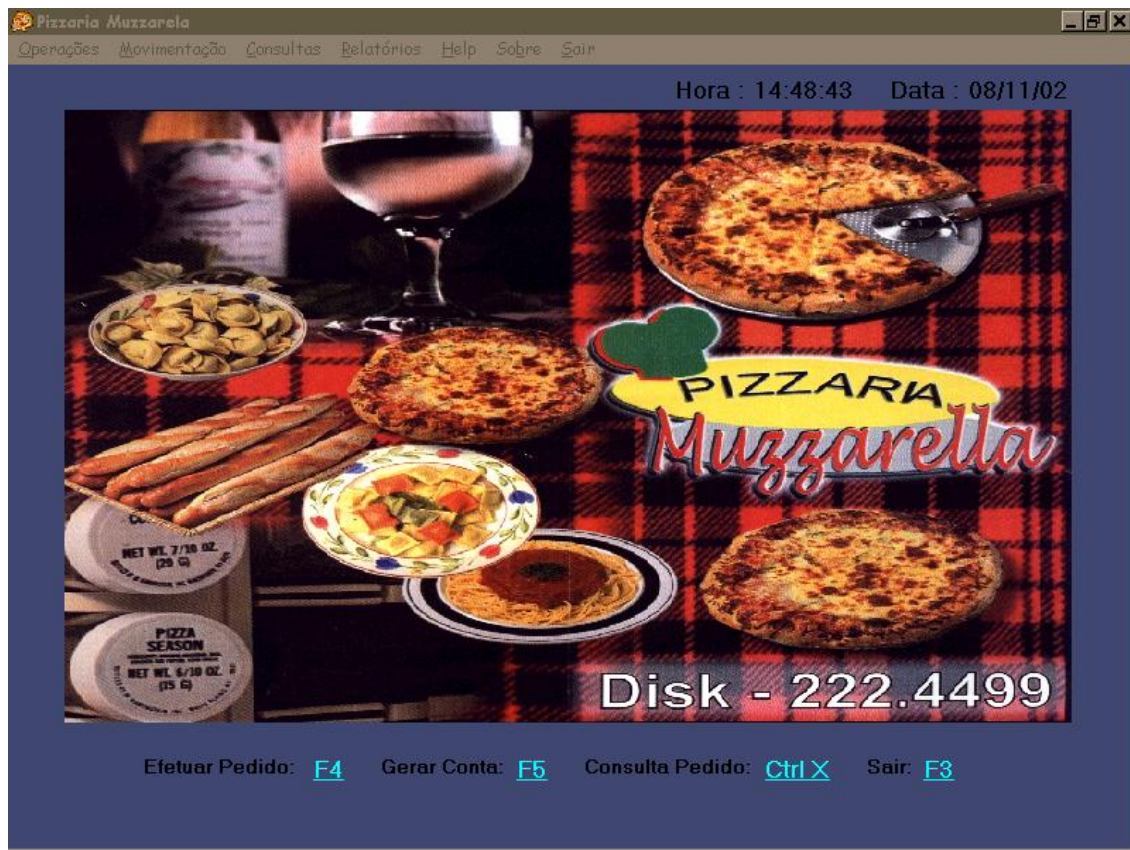 Pizzaria Muzzarela
Operações Movimentação Consultas Relatórios Help Sobre Sair
Hora : 14:48:43 Data : 08/11/02
PIZZARIA
Muzzarella
NET WT. 7/10 OZ.
(20 G)
PIZZA
SEASON
NET WT. 6/10 OZ.
(15 G)
Disk - 222.4499
Efetuar Pedido: F4 Gerar Conta: F5 Consulta Pedido: Ctrl X Sair: F3